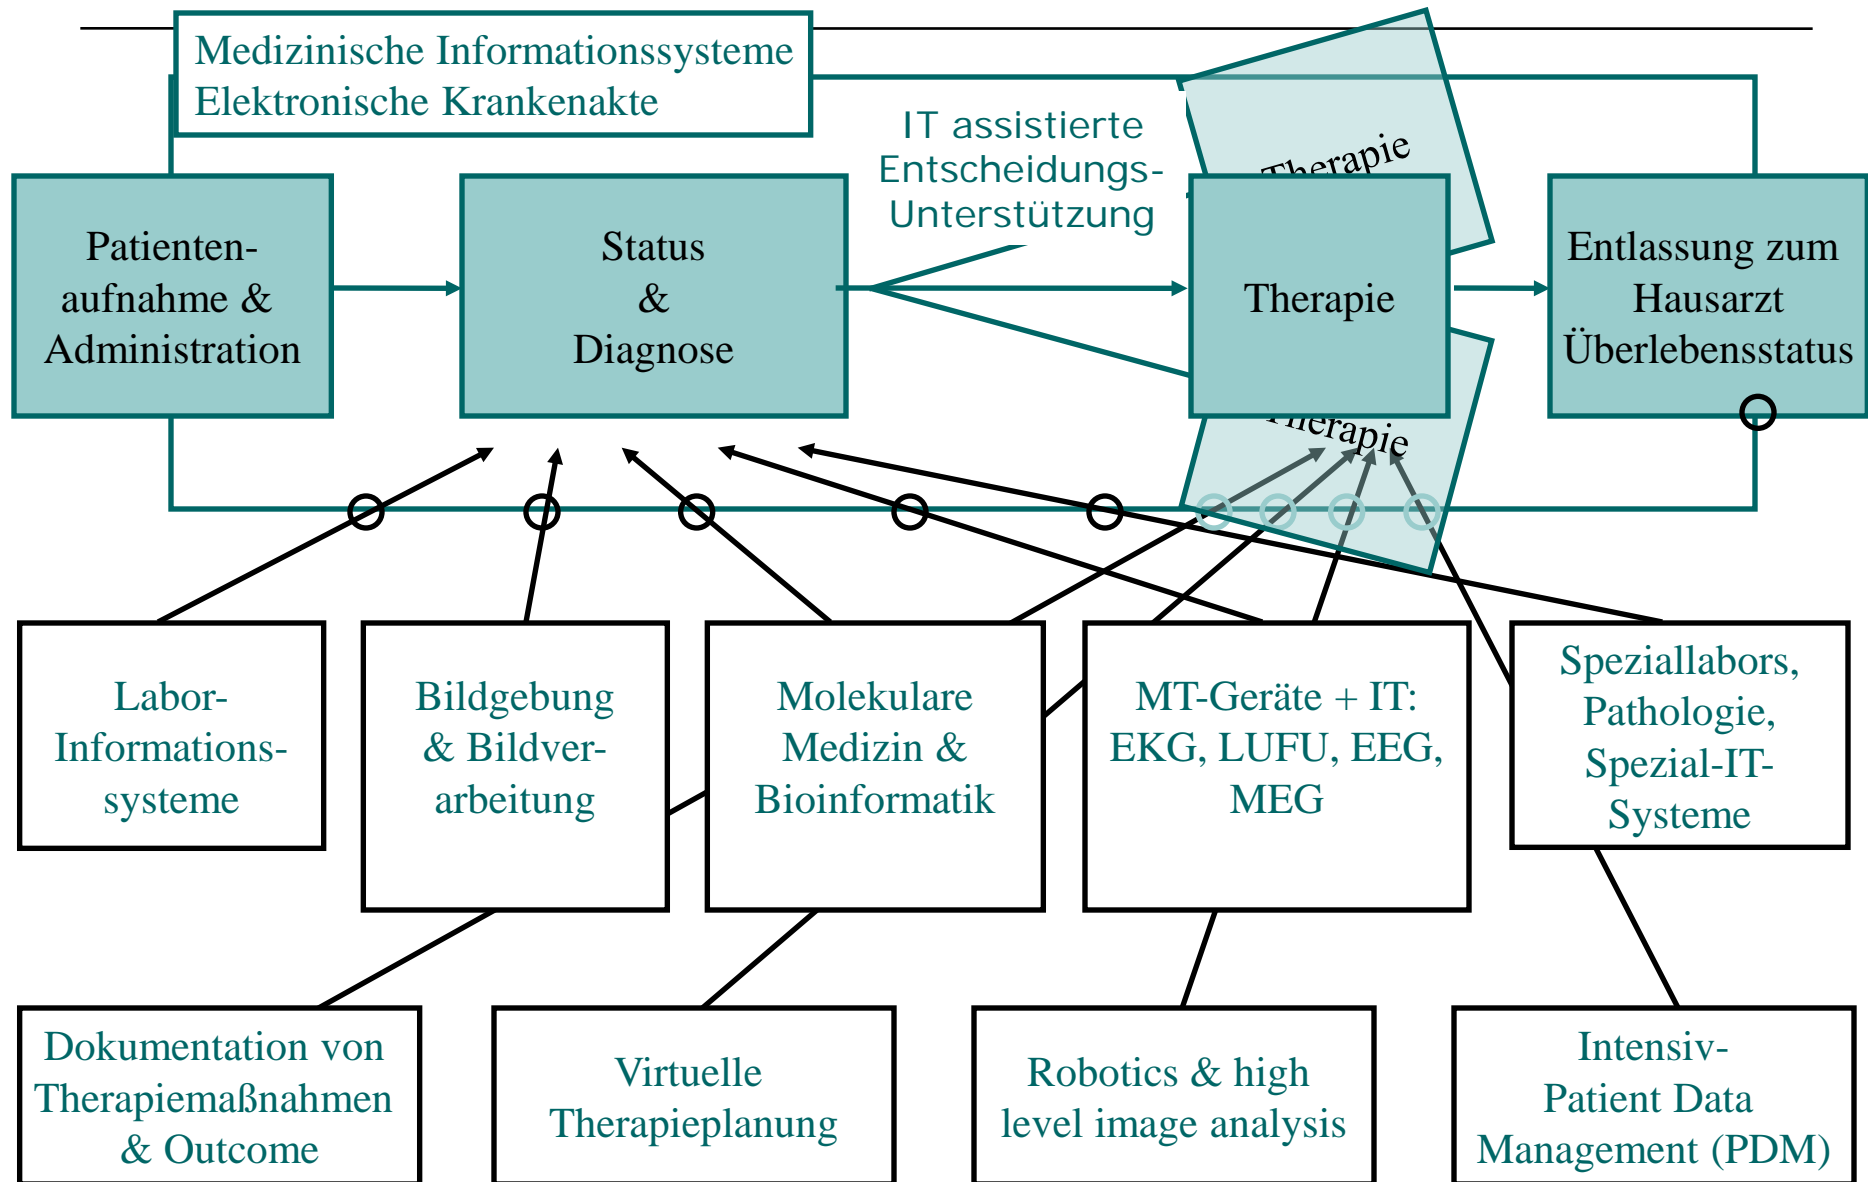 Medizinische Informationssysteme
Elektronische Krankenakte
IT assistierte
Entscheidungs-
Unterstützung
Therapie
Patienten-
aufnahme &
Administration
Status
&
Diagnose
Therapie
Entlassung zum
Hausarzt
Überlebensstatus
Therapie
Labor-
Informations-
systeme
Bildgebung
& Bildver-
arbeitung
Molekulare
Medizin &
Bioinformatik
MT-Geräte + IT:
EKG, LUFU, EEG,
MEG
Speziallabors,
Pathologie,
Spezial-IT-
Systeme
Dokumentation von
Therapiemaßnahmen
& Outcome
Virtuelle
Therapieplanung
Robotics & high
level image analysis
Intensiv-
Patient Data
Management (PDM)